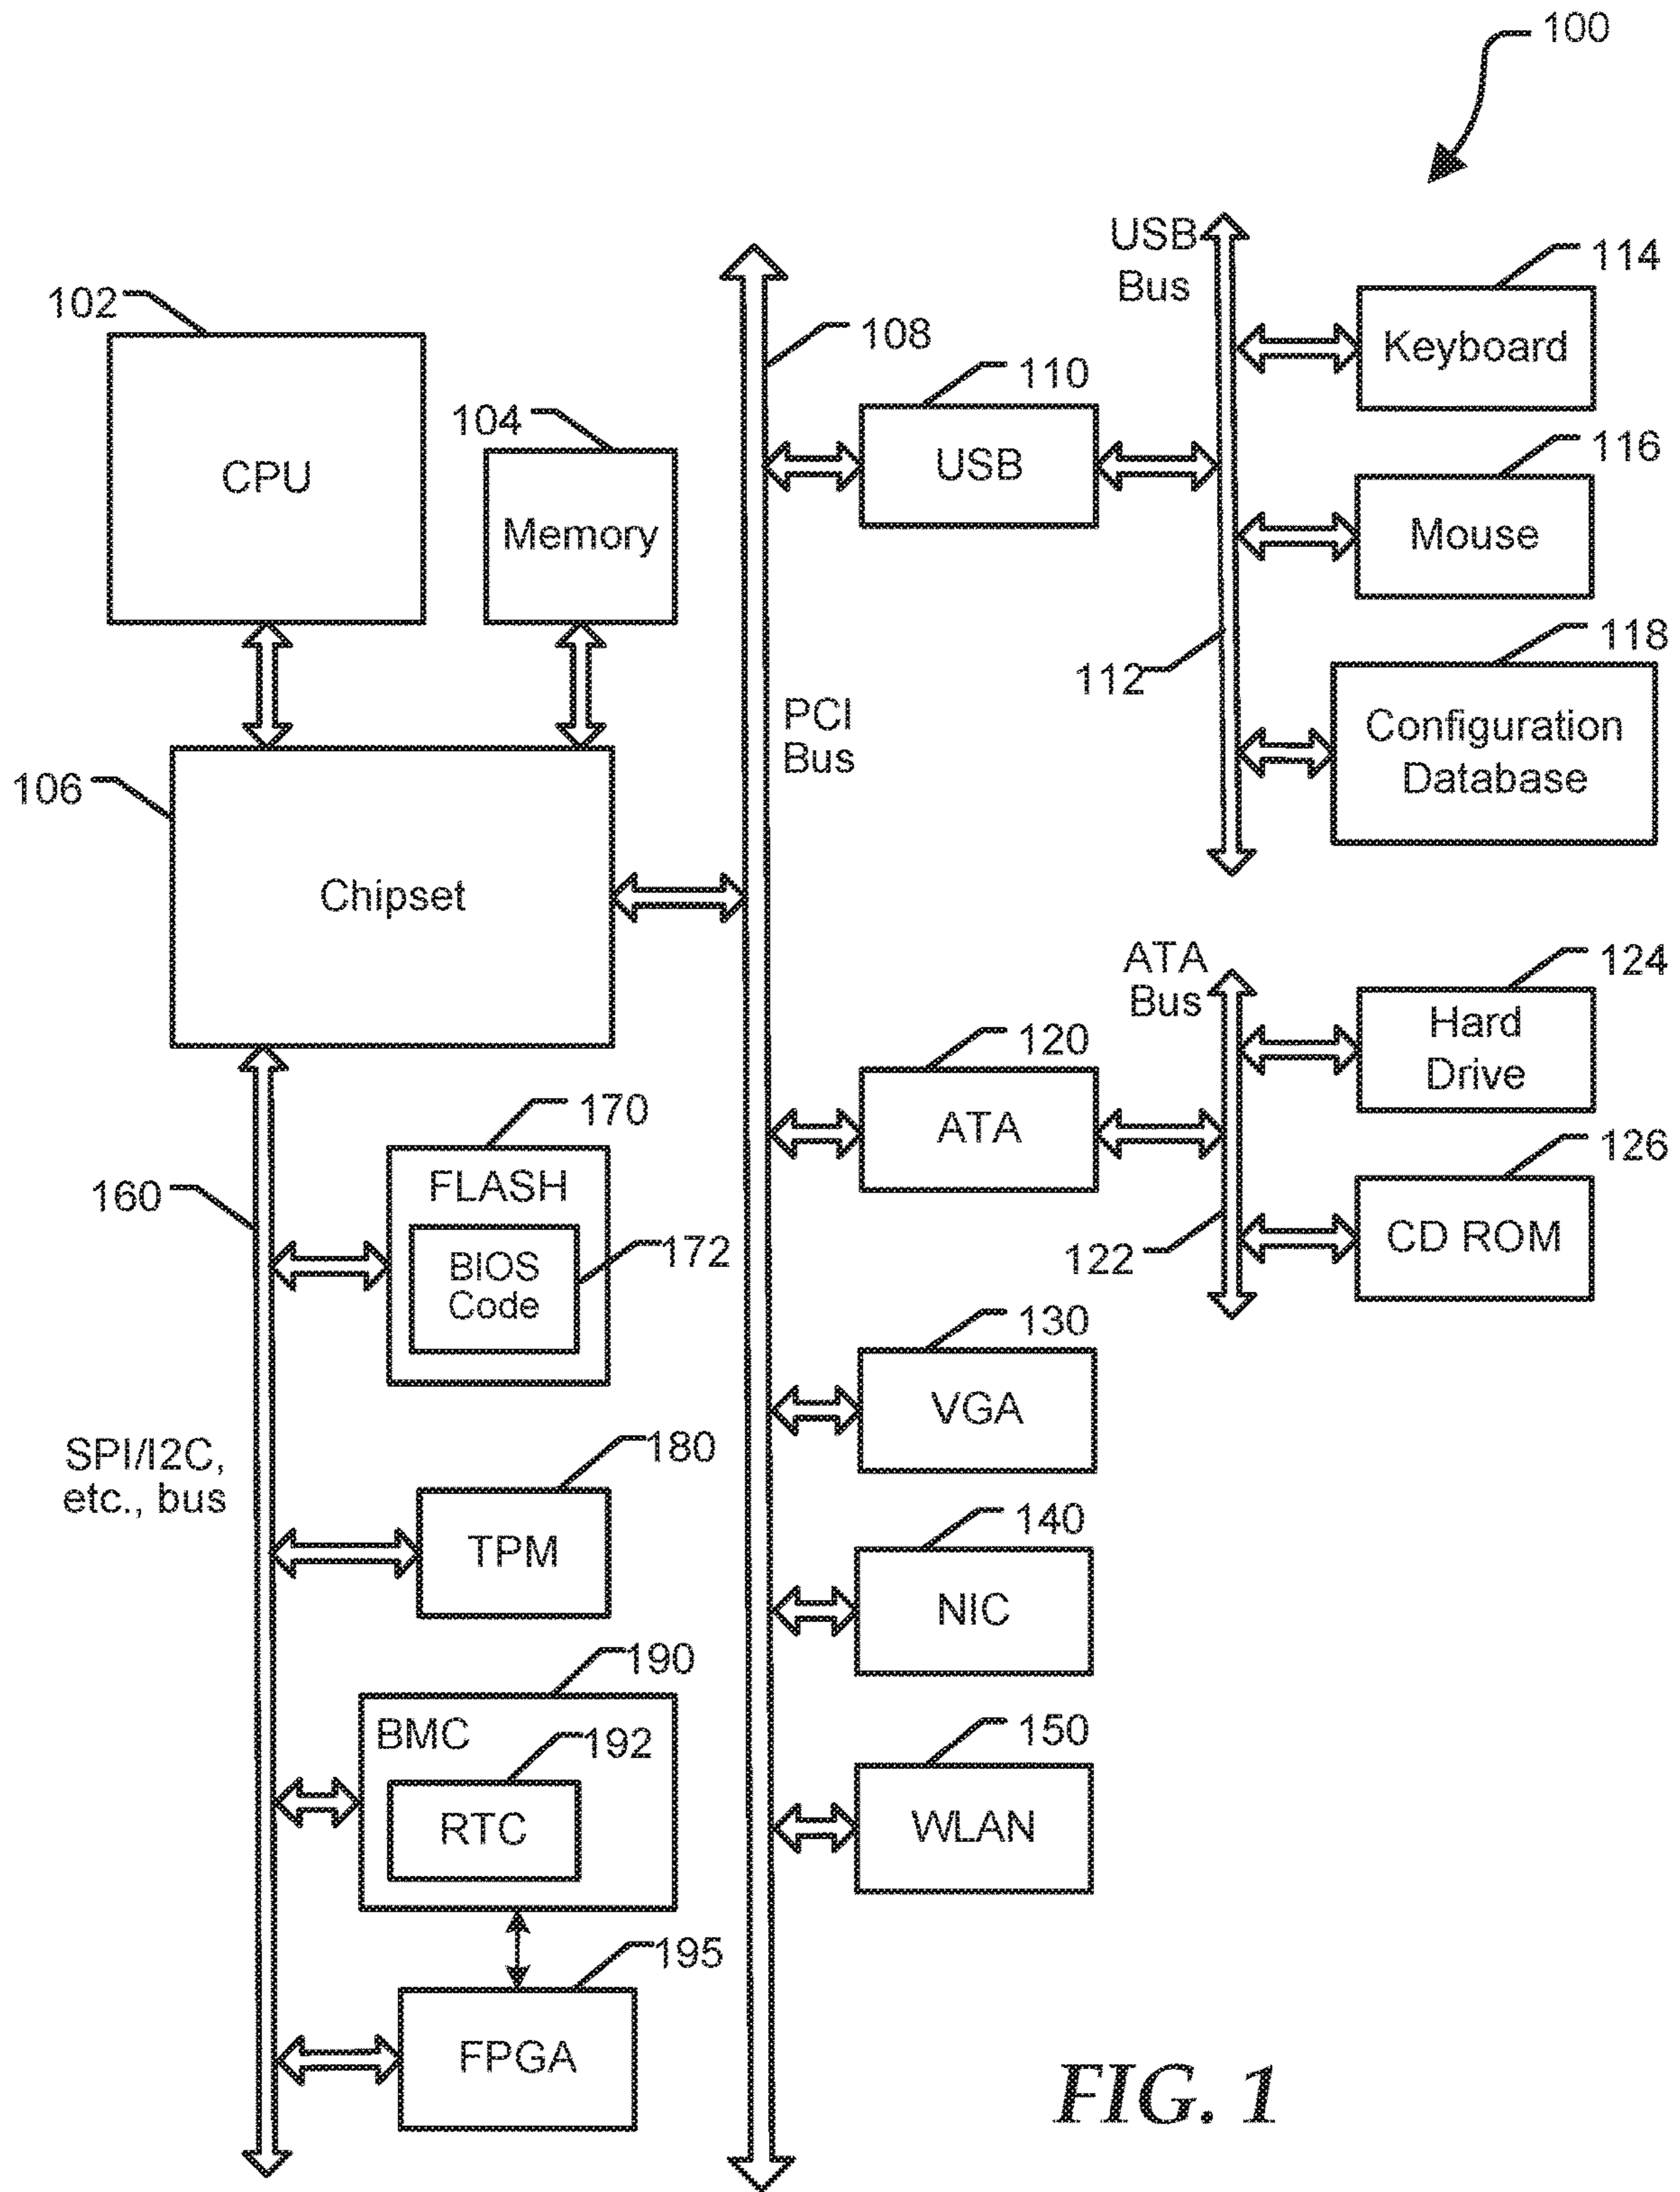 100
USB
Bus
114
Keyboard
102
CPU
108
110
USB
104
Memory
116
Mouse
112
118
Configuration
Database
PCI
Bus
106
Chipset
ATA
Bus
124
Hard
Drive
120
ATA
126
CD ROM
122
160
170
FLASH
BIOS
Code
172
130
VGA
SPI/I2C,
etc., bus
180
TPM
140
NIC
190
BMC
192
RTC
150
WLAN
195
FPGA
FIG. 1